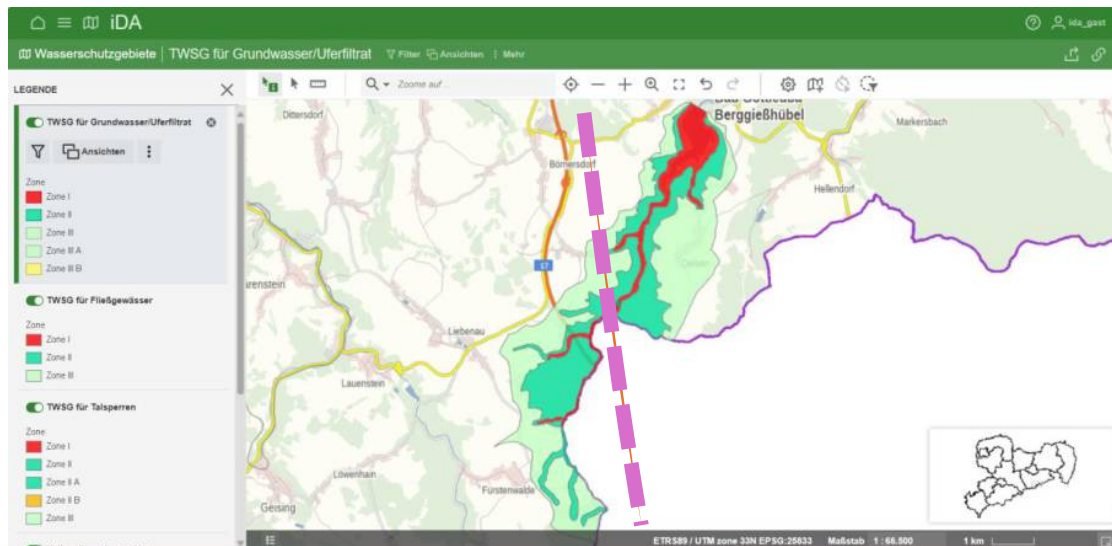 iDA
ida_gast
Wasserschutzgebiete | TWSG für Grundwasser/Uferfiltrat Filter Ansichten Mehr
LEGENDE
Zoome auf ...
TWSG für Grundwasser/Uferfiltrat
Ansichten
Zone
Zone I
Zone II
Zone III
Zone III A
Zone III B
TWSG für Fließgewässer
Zone
Zone I
Zone II
Zone III
TWSG für Talsperren
Zone
Zone I
Zone II
Zone II A
Zone II B
Zone III
Dittersdorf
Berggießhübel
Markersbach
Börnersdorf
Hellendorf
Oelsen
17
Liebenau
Lauenstein
Löwenhain
Fürstenwalde
Geising
ETRS89 / UTM zone 33N EPSG:25833 Maßstab 1 : 66.500 1 km